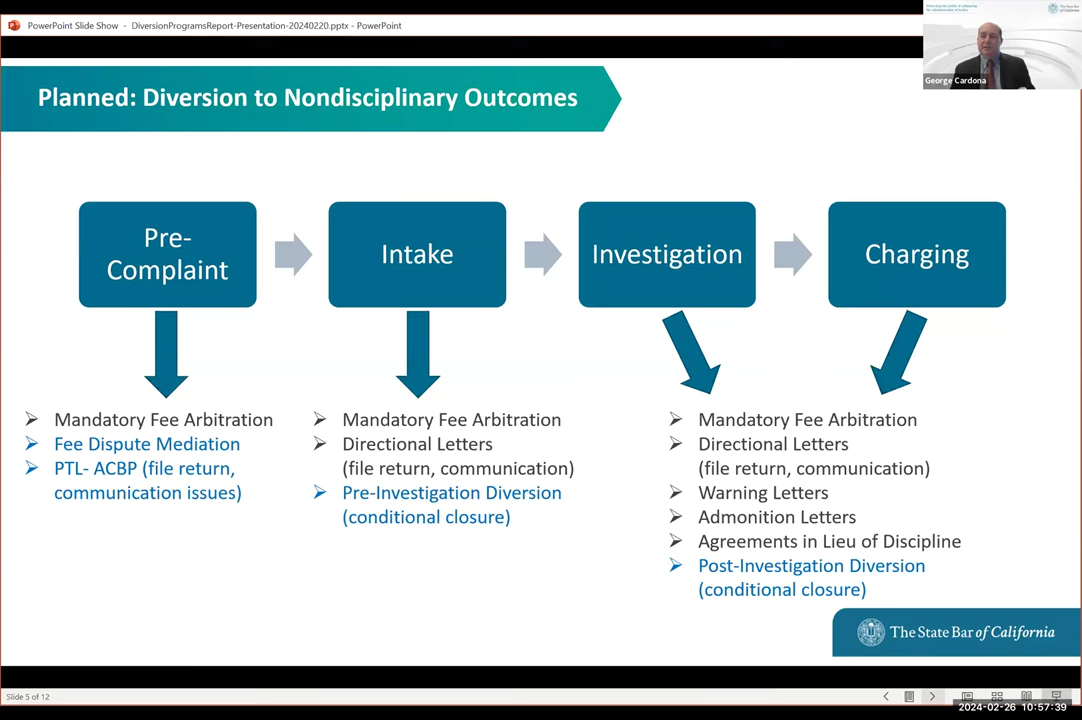 PowerPoint Slide Show - DiversionProgramsReport-Presentation-20240220.pptx - PowerPoint
George Cardona
Planned: Diversion to Nondisciplinary Outcomes
Pre-
Complaint
Intake
Investigation
Charging
Mandatory Fee Arbitration
Fee Dispute Mediation
PTL- ACBP (file return,
communication issues)
Mandatory Fee Arbitration
Directional Letters
(file return, communication)
Pre-Investigation Diversion
(conditional closure)
Mandatory Fee Arbitration
Directional Letters
(file return, communication)
Warning Letters
Admonition Letters
Agreements in Lieu of Discipline
Post-Investigation Diversion
(conditional closure)
The State Bar of California
Slide 5 of 12
2024-02-26 10:57:39